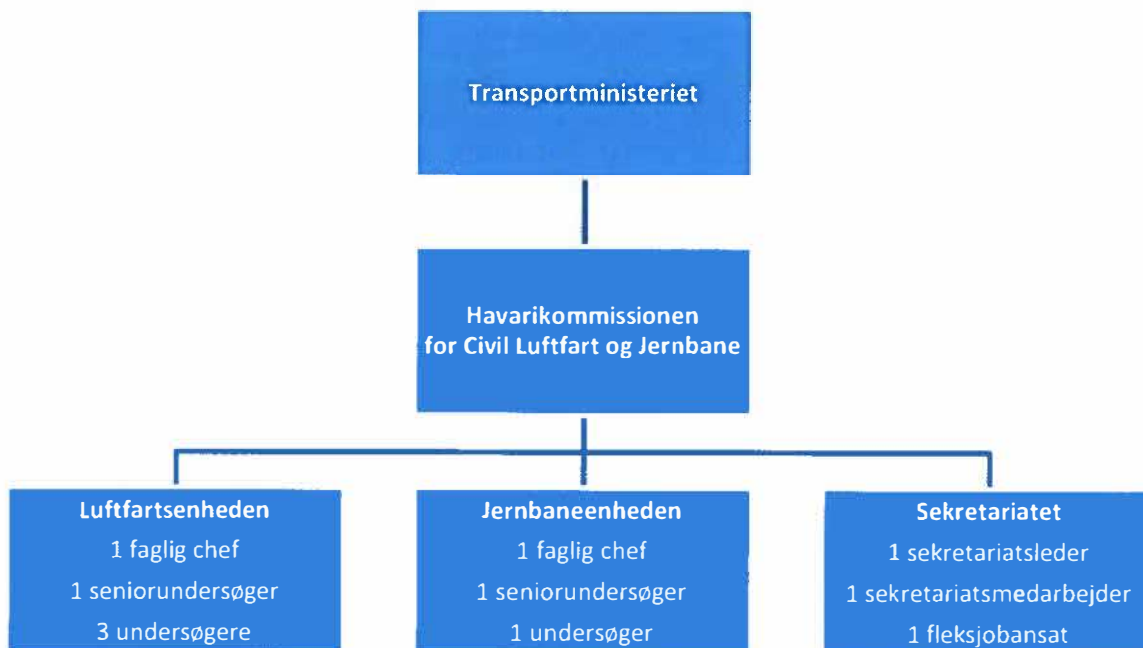 Transportministeriet
Havarikommissionen
for Civil Luftfart og Jernbane
Luftfartsenheden
1 faglig chef
1 seniorundersøger
3 undersøgere
Jernbaneenheden
1 faglig chef
1 seniorundersøger
1 undersøger
Sekretariatet
1 sekretariatsleder
1 sekretariatsmedarbejder
1 fleksjobansat